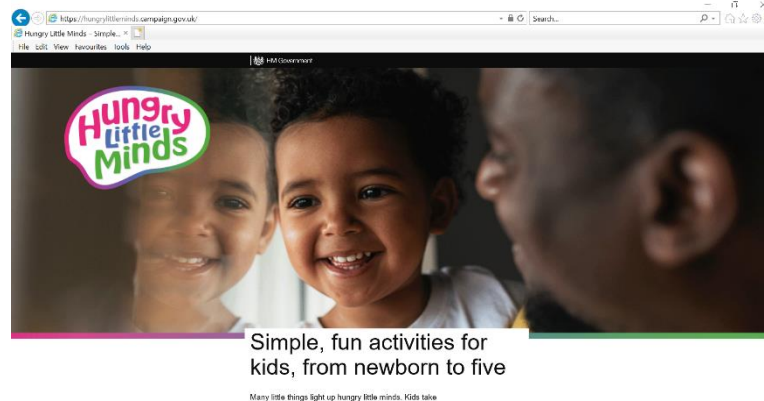 https://hungrylittleminds.campaign.gov.uk/
Search...
Hungry Little Minds – Simple,...
File Edit View Favourites Tools Help
HM Government
Hungry
Little
Minds
Simple, fun activities for
kids, from newborn to five
Many little things light up hungry little minds. Kids take